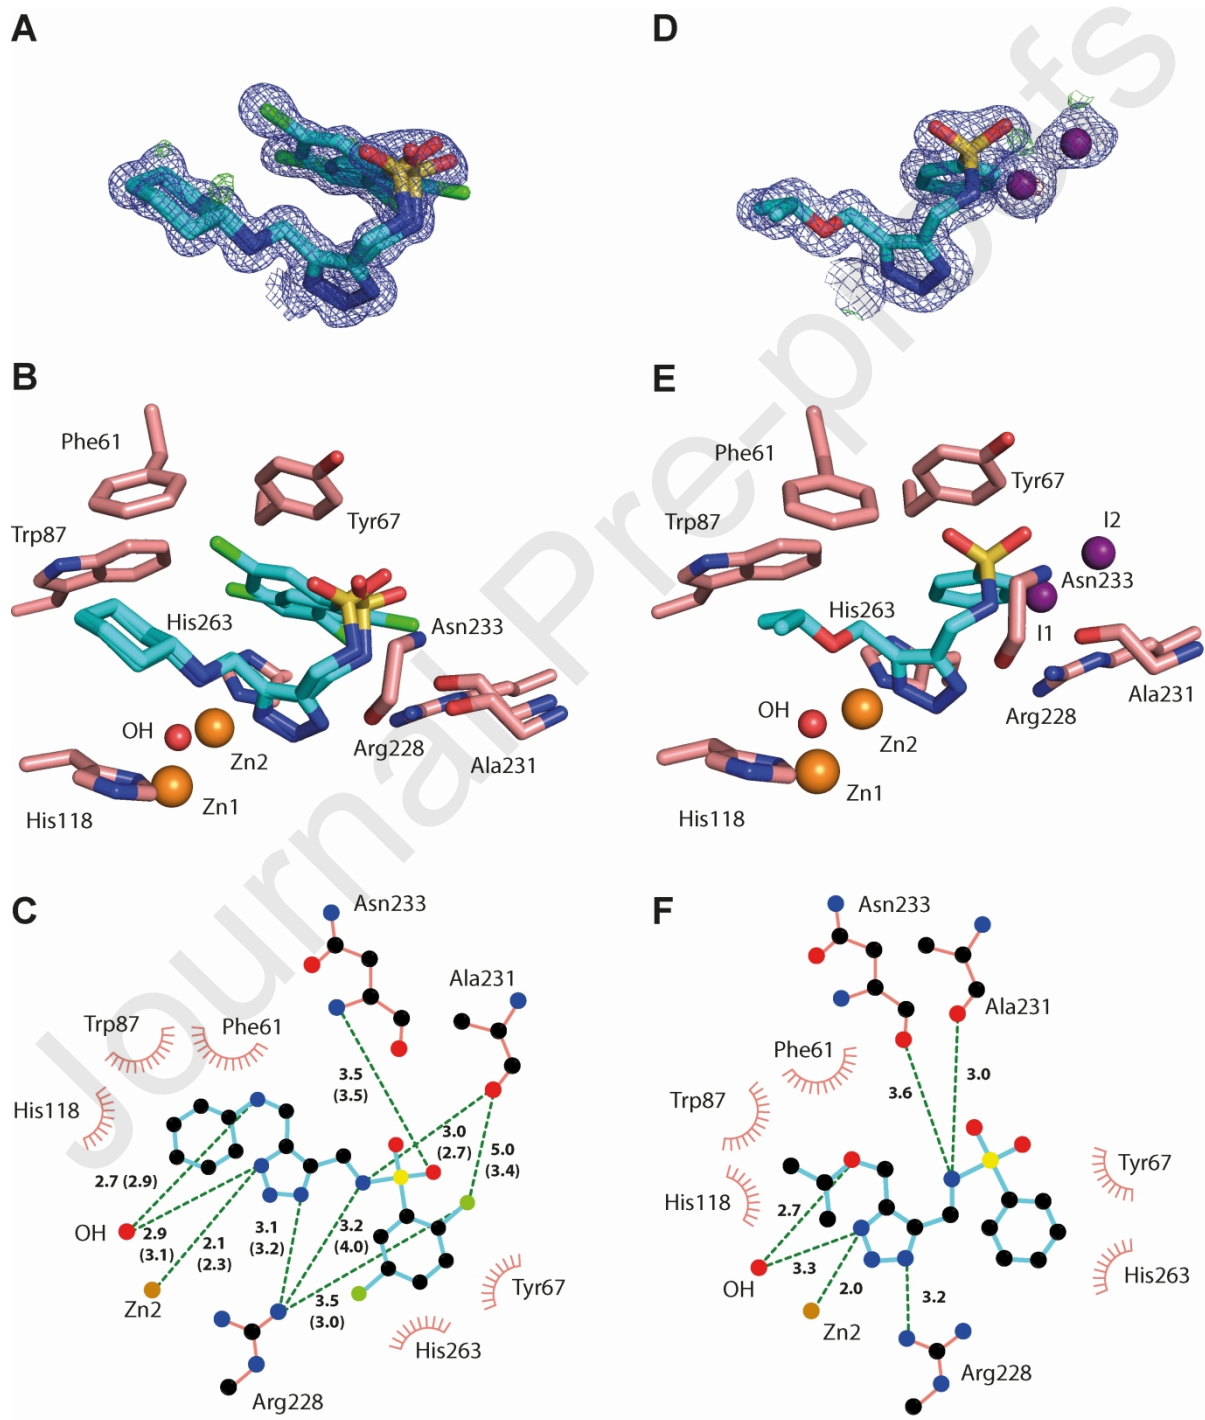 A
D
Journal Pre-proofs
B
Phe61
Tyr67
Trp87
His263
Asn233
OH
Zn2
Arg228
Ala231
Zn1
His118
E
Phe61
Tyr67
Trp87
I2
Asn233
His263
I1
Ala231
OH
Arg228
Zn2
Zn1
His118
C
Asn233
Ala231
Trp87
Phe61
3.5
(3.5)
His118
3.0
(2.7)
5.0
(3.4)
2.7 (2.9)
OH
2.9
(3.1)
2.1
(2.3)
3.1
(3.2)
3.2
(4.0)
Zn2
3.5
(3.0)
Tyr67
His263
Arg228
F
Asn233
Ala231
Phe61
3.6
3.0
Trp87
Tyr67
His118
2.7
OH
3.3
2.0
3.2
His263
Zn2
Arg228